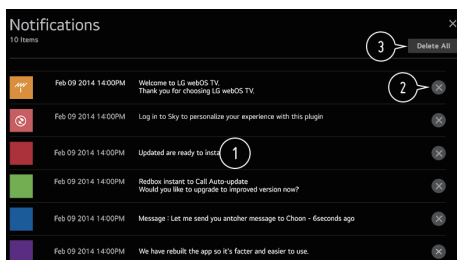 Notifications
10 Items
×
3
Delete All
Feb 09 2014 14:00PM
Welcome to LG webOS TV.
Thank you for choosing LG webOS TV.
2
Feb 09 2014 14:00PM
Log in to Sky to personalize your experience with this plugin
Feb 09 2014 14:00PM
Updated are ready to insta
1
Feb 09 2014 14:00PM
Redbox instant to Call Auto-update
Would you like to upgrade to improved version now?
Feb 09 2014 14:00PM
Message : Let me send you antoher message to Choon - 6seconds ago
Feb 09 2014 14:00PM
We have rebuilt the app so it's facter and easier to use.